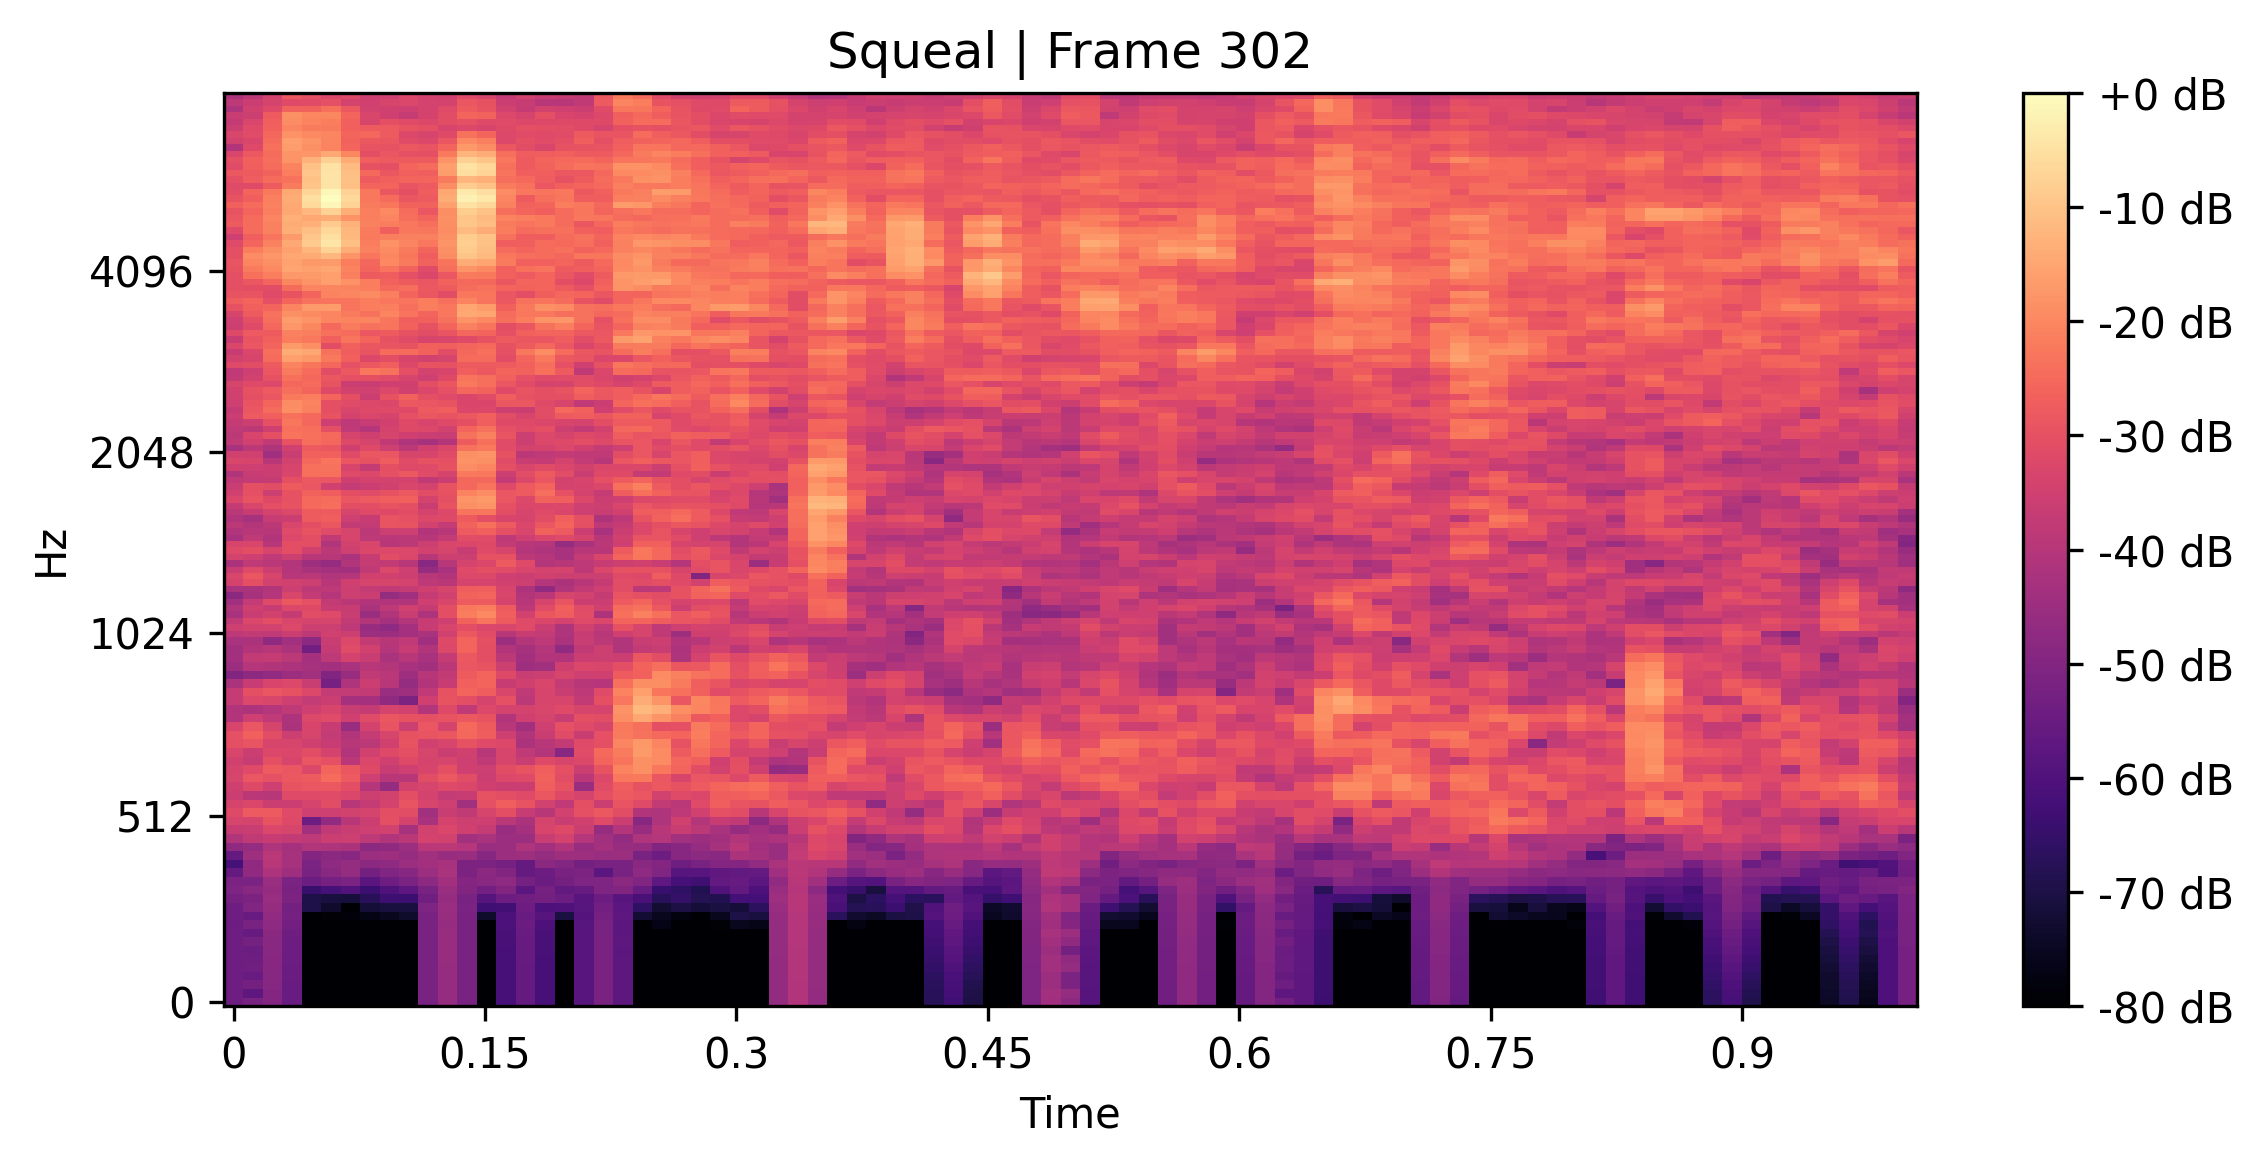 Squeal | Frame 302
+0 dB
-10 dB
-20 dB
-30 dB
-40 dB
-50 dB
-60 dB
-70 dB
-80 dB
Hz
4096
2048
1024
512
0
0 0.15 0.3 0.45 0.6 0.75 0.9
Time